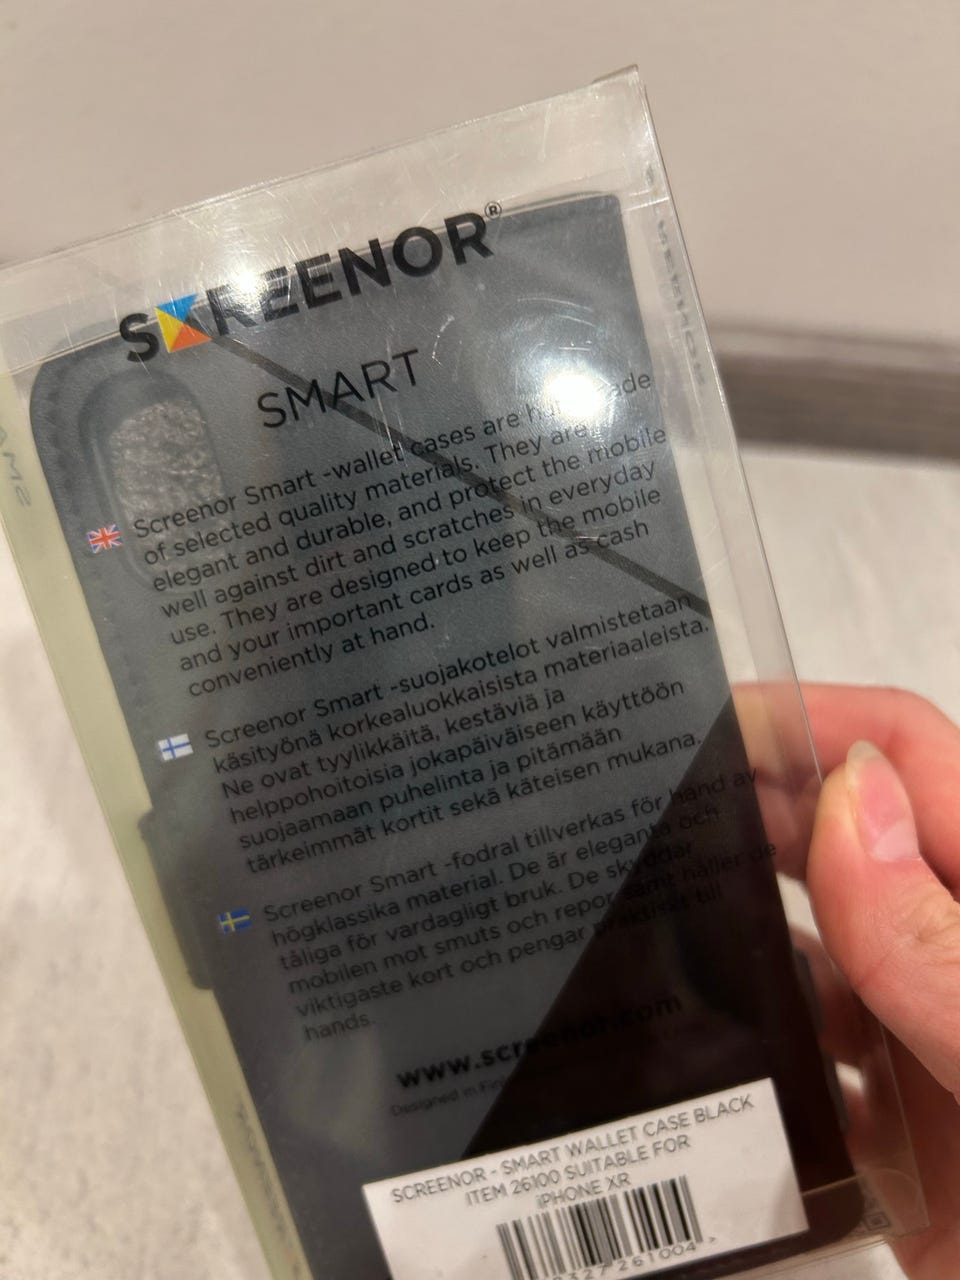 SCREENOR®
SMART
Screenor Smart -wallet cases are
of selected quality materials. They are
elegant and durable, and protect the mobile
well against dirt and scratches in everyday
use. They are designed to keep the mobile
and your important cards as well as cash
conveniently at hand.
Screenor Smart -suojakotelot valmistetaan
käsityönä korkealuokkaisista materiaaleista.
Ne ovat tyylikkäitä, kestäviä ja
helppohoitoisia jokapäiväiseen käyttöön
suojaamaan puhelinta ja pitämään
tärkeimmät kortit sekä käteisen mukana.
Screenor Smart -fodral tillverkas för hand av
högklassika material. De är eleganta och
tåliga för vardagligt bruk. De skyddar
mobilen mot smuts och repor samt håller de
viktigaste kort och pengar praktiskt till
hands.
www.screenor.com
Designed in
SCREENOR - SMART WALLET CASE BLACK
ITEM 26100 SUITABLE FOR
iPHONE XR
327261004